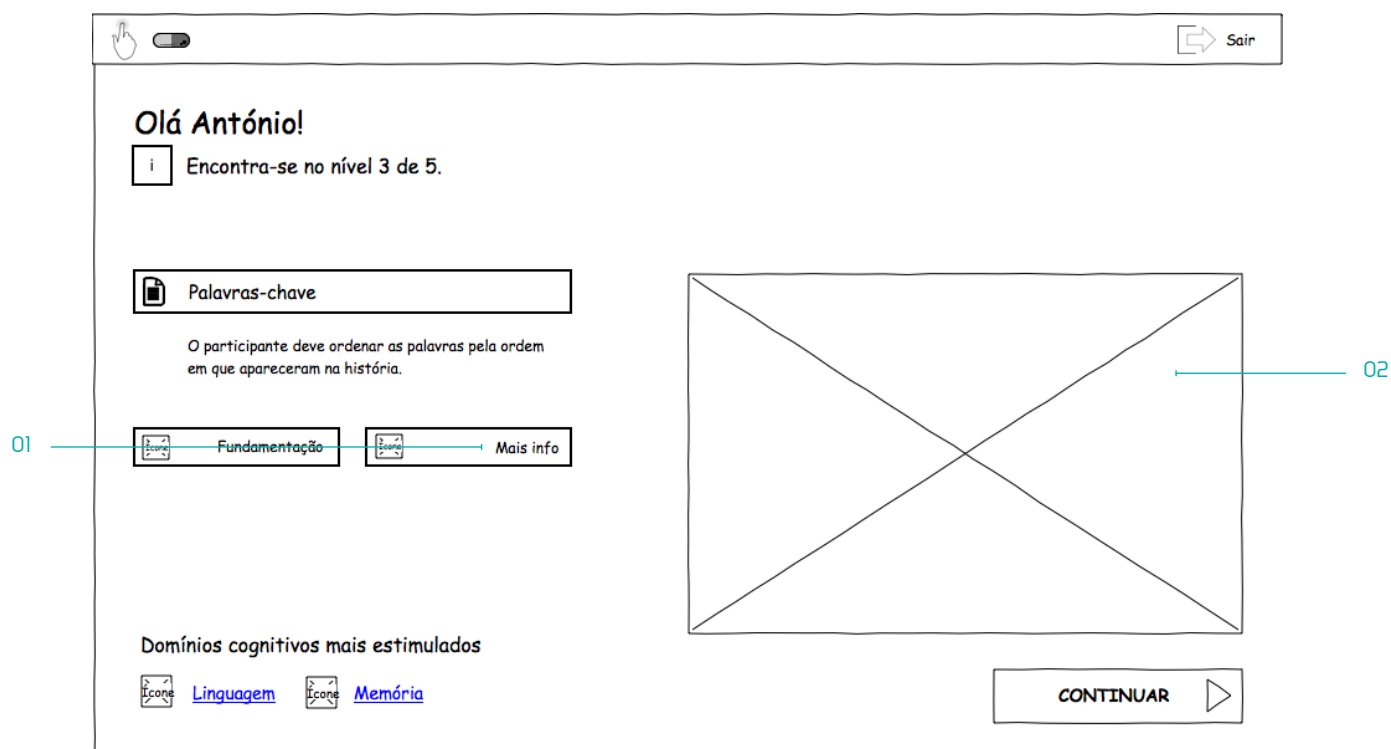 Sair
Olá António!
i Encontra-se no nível 3 de 5.
Palavras-chave
O participante deve ordenar as palavras pela ordem
em que apareceram na história.
02
01
Ícone Fundamentação
Ícone Mais info
Domínios cognitivos mais estimulados
Ícone Linguagem Ícone Memória
CONTINUAR